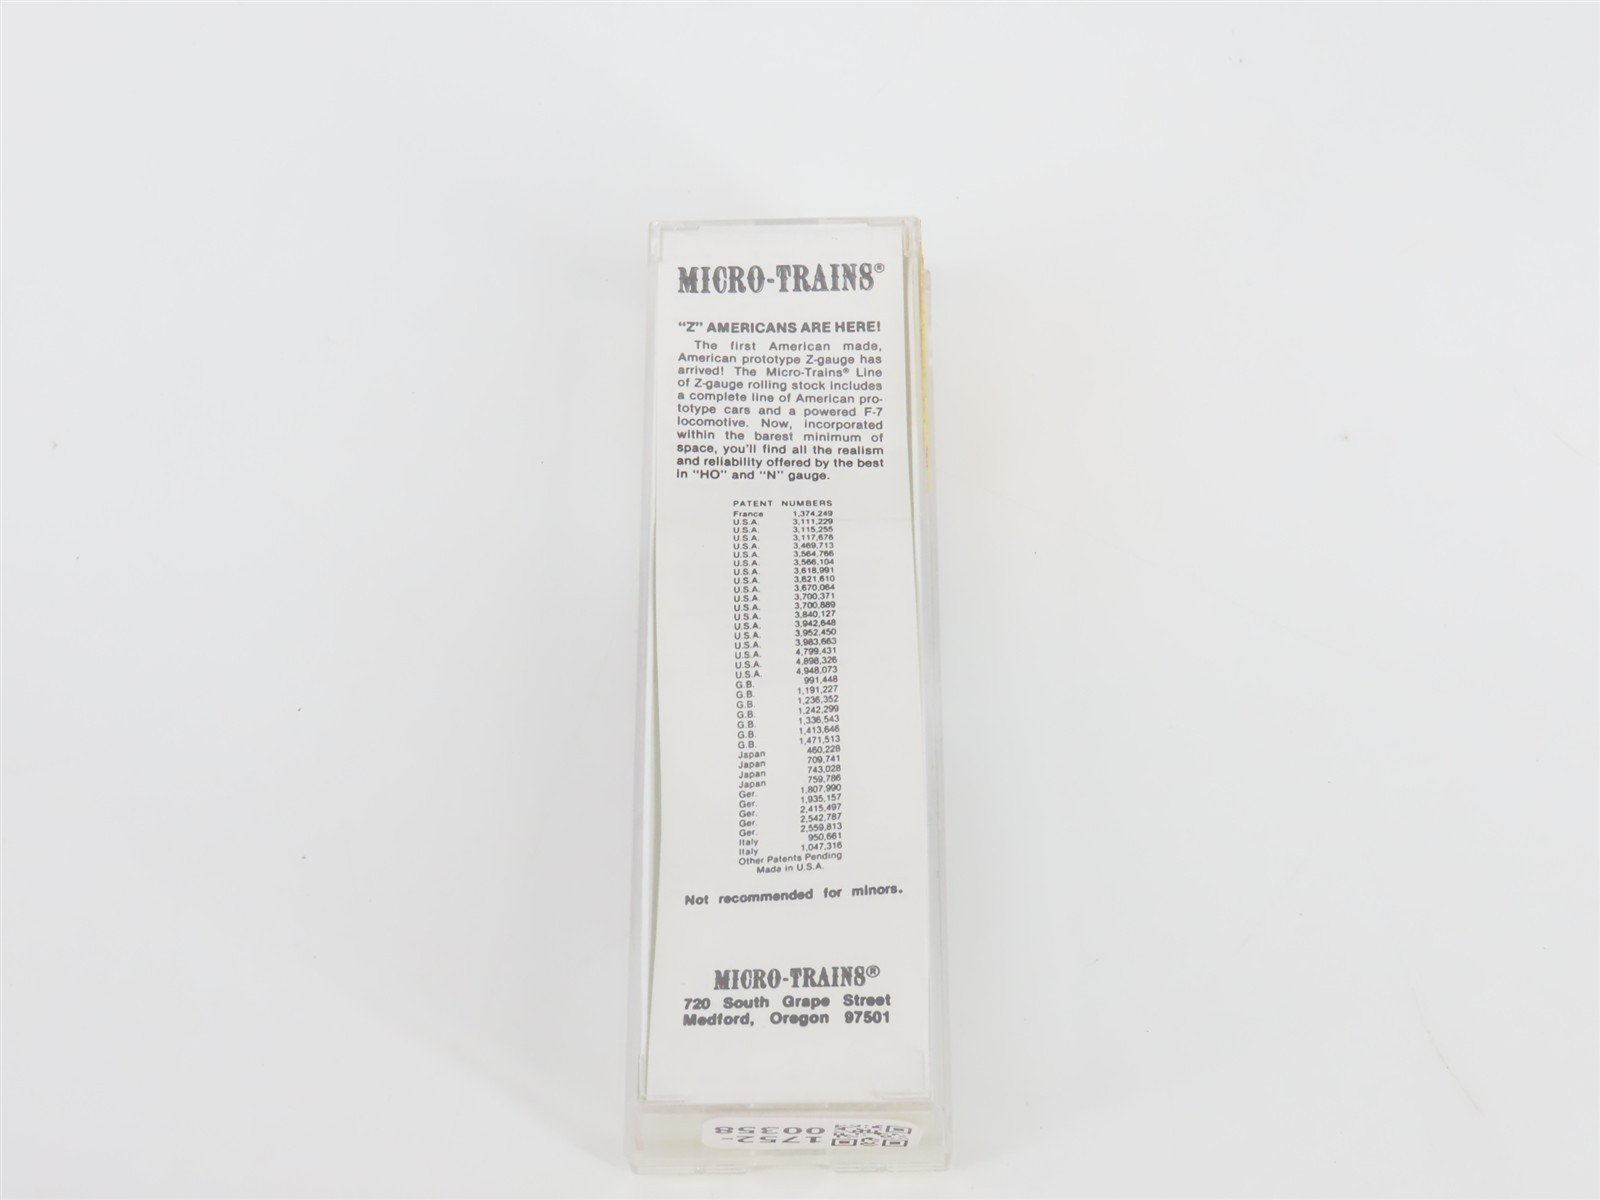 MICRO-TRAINS®
"Z" AMERICANS ARE HERE!
The first American made,
American prototype Z-gauge has
arrived! The Micro-Trains® Line
of Z-gauge rolling stock includes
a complete line of American pro-
totype cars and a powered F-7
locomotive. Now, incorporated
within the barest minimum of
space, you'll find all the realism
and reliability offered by the best
in "HO" and "N" gauge.
PATENT NUMBERS
France 1,374,249
U.S.A. 3,111,229
U.S.A. 3,115,255
U.S.A. 3,117,676
U.S.A. 3,469,713
U.S.A. 3,564,766
U.S.A. 3,566,104
U.S.A. 3,618,991
U.S.A. 3,621,610
U.S.A. 3,670,064
U.S.A. 3,700,371
U.S.A. 3,700,889
U.S.A. 3,840,127
U.S.A. 3,942,648
U.S.A. 3,952,450
U.S.A. 3,983,663
U.S.A. 4,799,431
U.S.A. 4,898,326
U.S.A. 4,948,073
G.B. 991,448
G.B. 1,191,227
G.B. 1,236,352
G.B. 1,242,299
G.B. 1,336,543
G.B. 1,413,646
G.B. 1,471,513
Japan 460,228
Japan 709,741
Japan 743,028
Japan 759,786
Ger. 1,807,990
Ger. 1,935,157
Ger. 2,415,497
Ger. 2,542,787
Ger. 2,559,813
Italy 950,661
Italy 1,047,316
Other Patents Pending
Made in U.S.A.
Not recommended for minors.
MICRO-TRAINS®
720 South Grape Street
Medford, Oregon 97501
1752-
00358